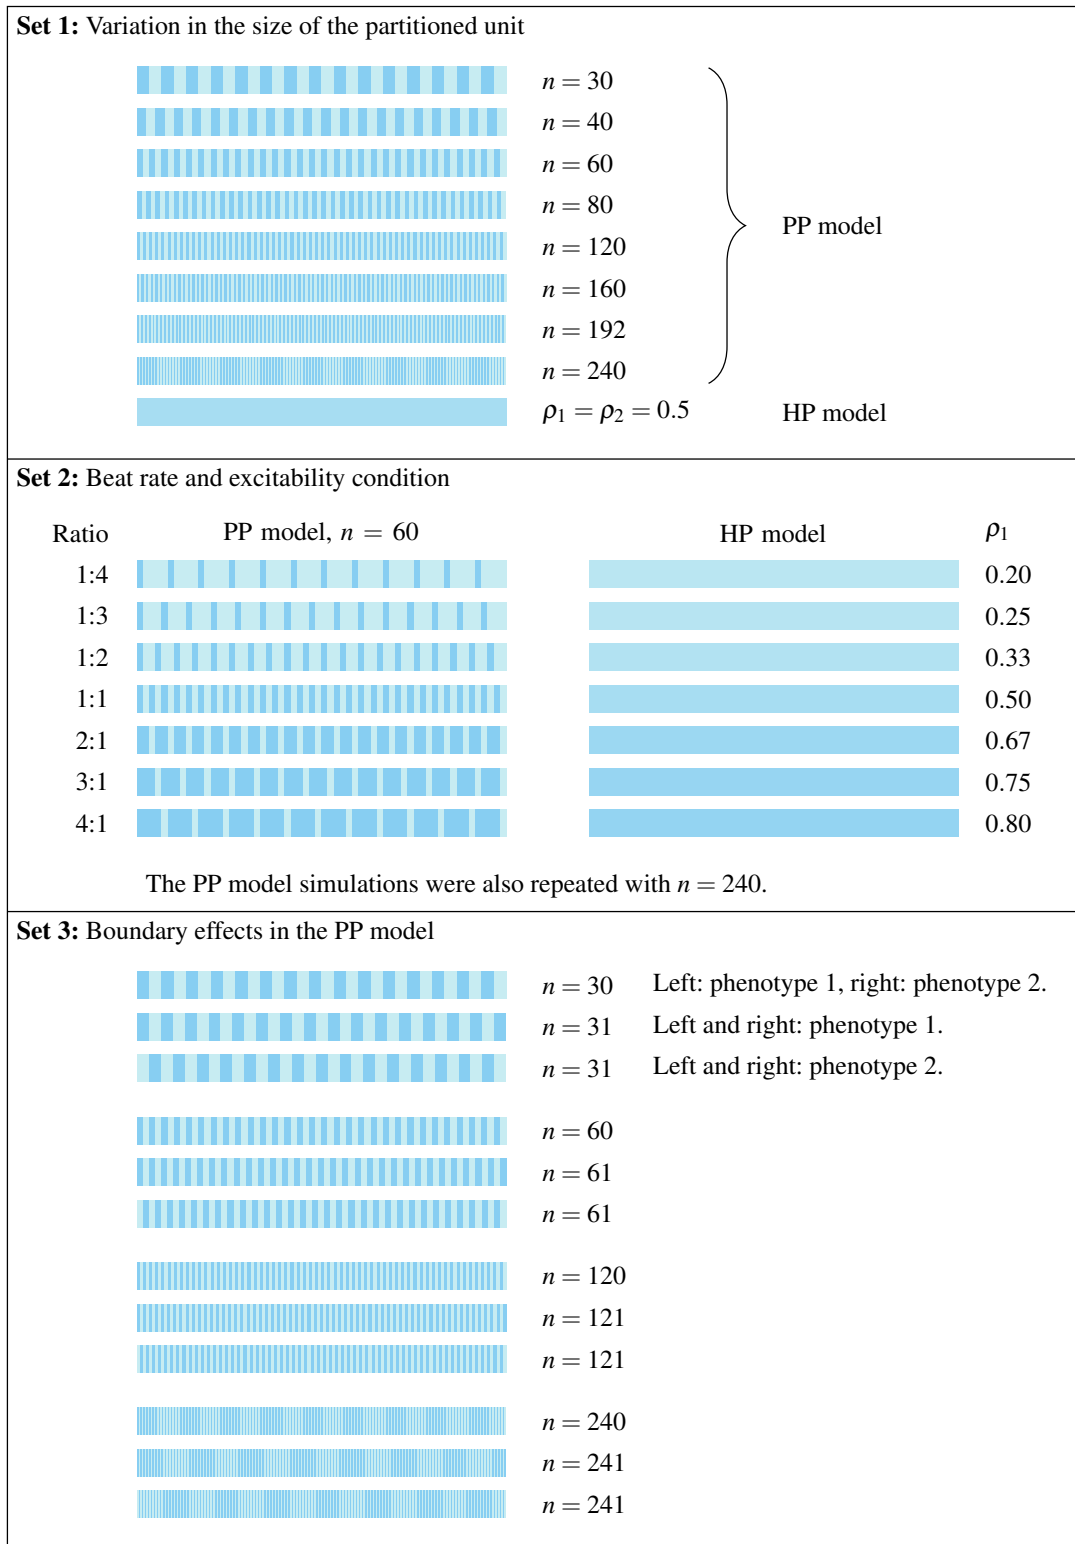 Set 1: Variation in the size of the partitioned unit
n = 30
n = 40
n = 60
n = 80
n = 120
n = 160
n = 192
n = 240
PP model
ρ1 = ρ2 = 0.5 HP model
Set 2: Beat rate and excitability condition
Ratio PP model, n = 60 HP model ρ1
1:4 0.20
1:3 0.25
1:2 0.33
1:1 0.50
2:1 0.67
3:1 0.75
4:1 0.80
The PP model simulations were also repeated with n = 240.
Set 3: Boundary effects in the PP model
n = 30 Left: phenotype 1, right: phenotype 2.
n = 31 Left and right: phenotype 1.
n = 31 Left and right: phenotype 2.
n = 60
n = 61
n = 61
n = 120
n = 121
n = 121
n = 240
n = 241
n = 241